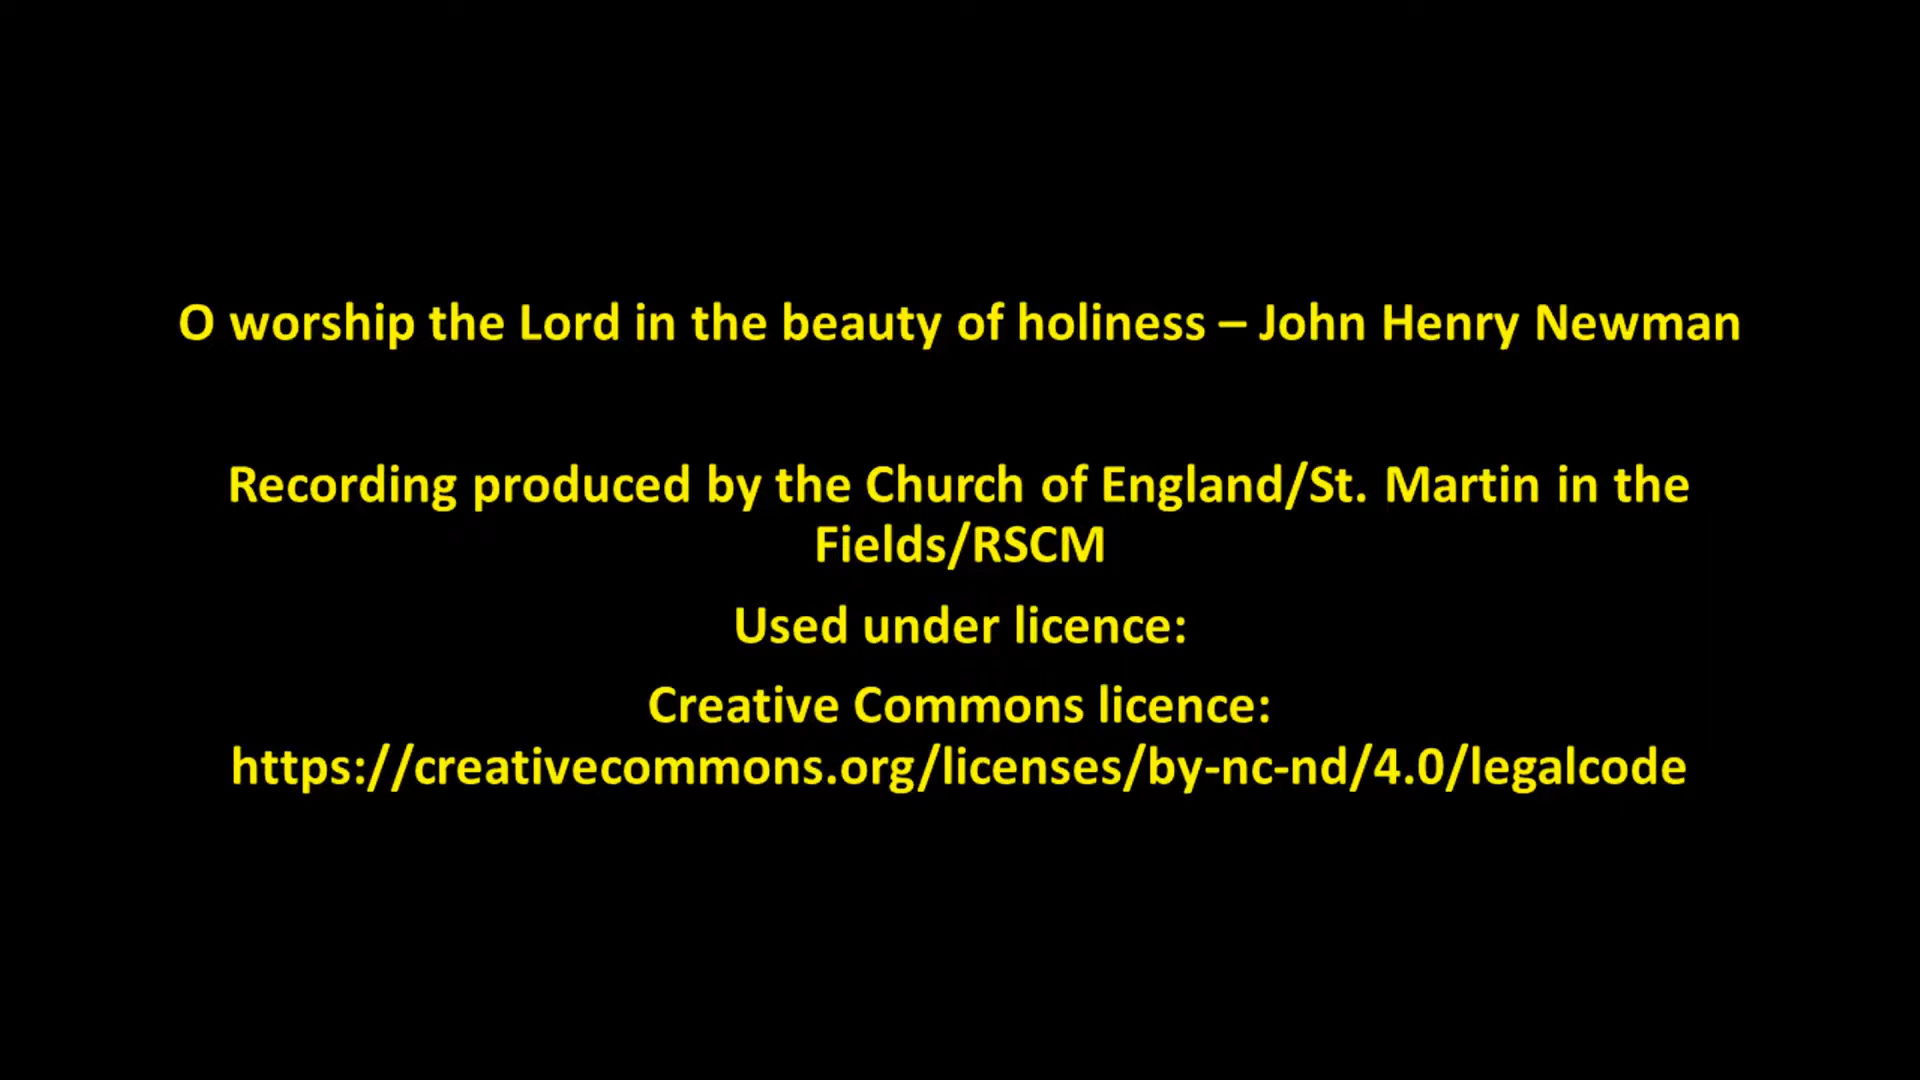 O worship the Lord in the beauty of holiness – John Henry Newman
Recording produced by the Church of England/St. Martin in the
Fields/RSCM
Used under licence:
Creative Commons licence:
https://creativecommons.org/licenses/by-nc-nd/4.0/legalcode